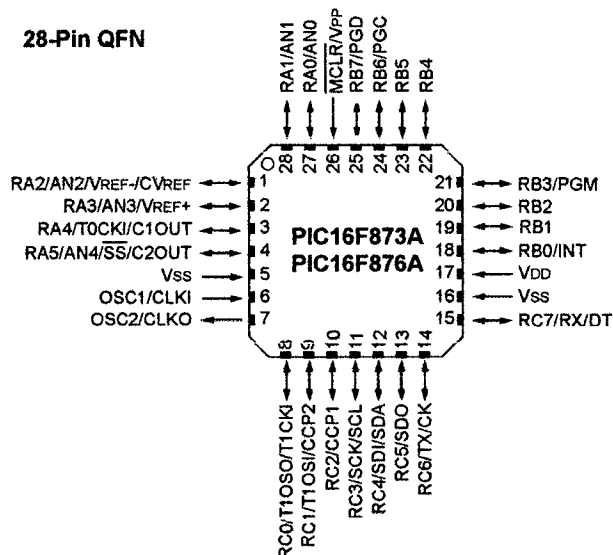 28-Pin QFN
RA1/AN1
RA0/AN0
MCLR/VPP
RB7/PGD
RB6/PGC
RB5
RB4
28
27
26
25
24
23
22
RA2/AN2/VREF-/CVREF
1
RA3/AN3/VREF+
2
RA4/T0CKI/C1OUT
3
RA5/AN4/SS/C2OUT
4
VSS
5
OSC1/CLKI
6
OSC2/CLKO
7
PIC16F873A
PIC16F876A
21
RB3/PGM
20
RB2
19
RB1
18
RB0/INT
17
VDD
16
VSS
15
RC7/RX/DT
8
9
10
11
12
13
14
RC0/T1OSO/T1CKI
RC1/T1OSI/CCP2
RC2/CCP1
RC3/SCK/SCL
RC4/SDI/SDA
RC5/SDO
RC6/TX/CK